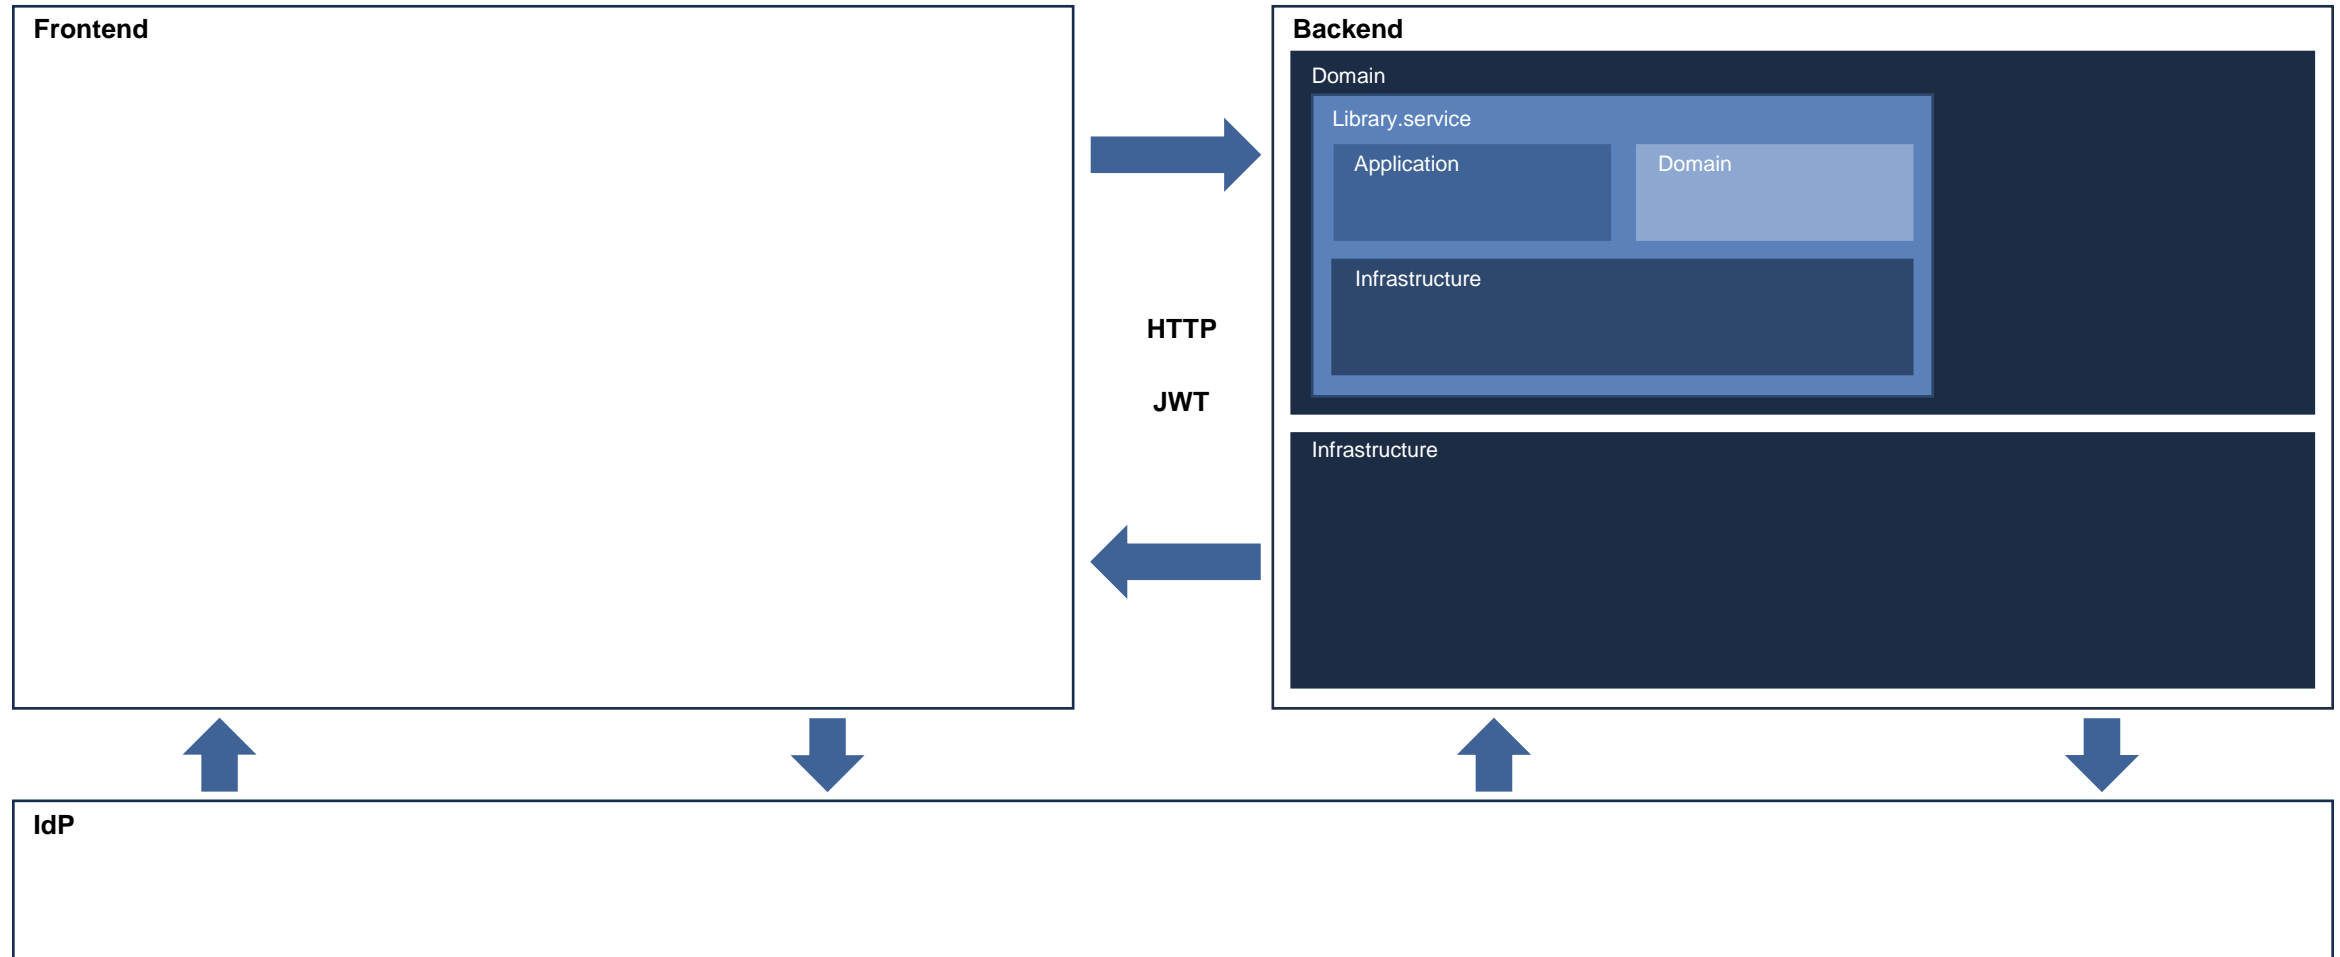 Frontend
HTTP
JWT
Backend
Domain
Library.service
Application
Domain
Infrastructure
Infrastructure
IdP